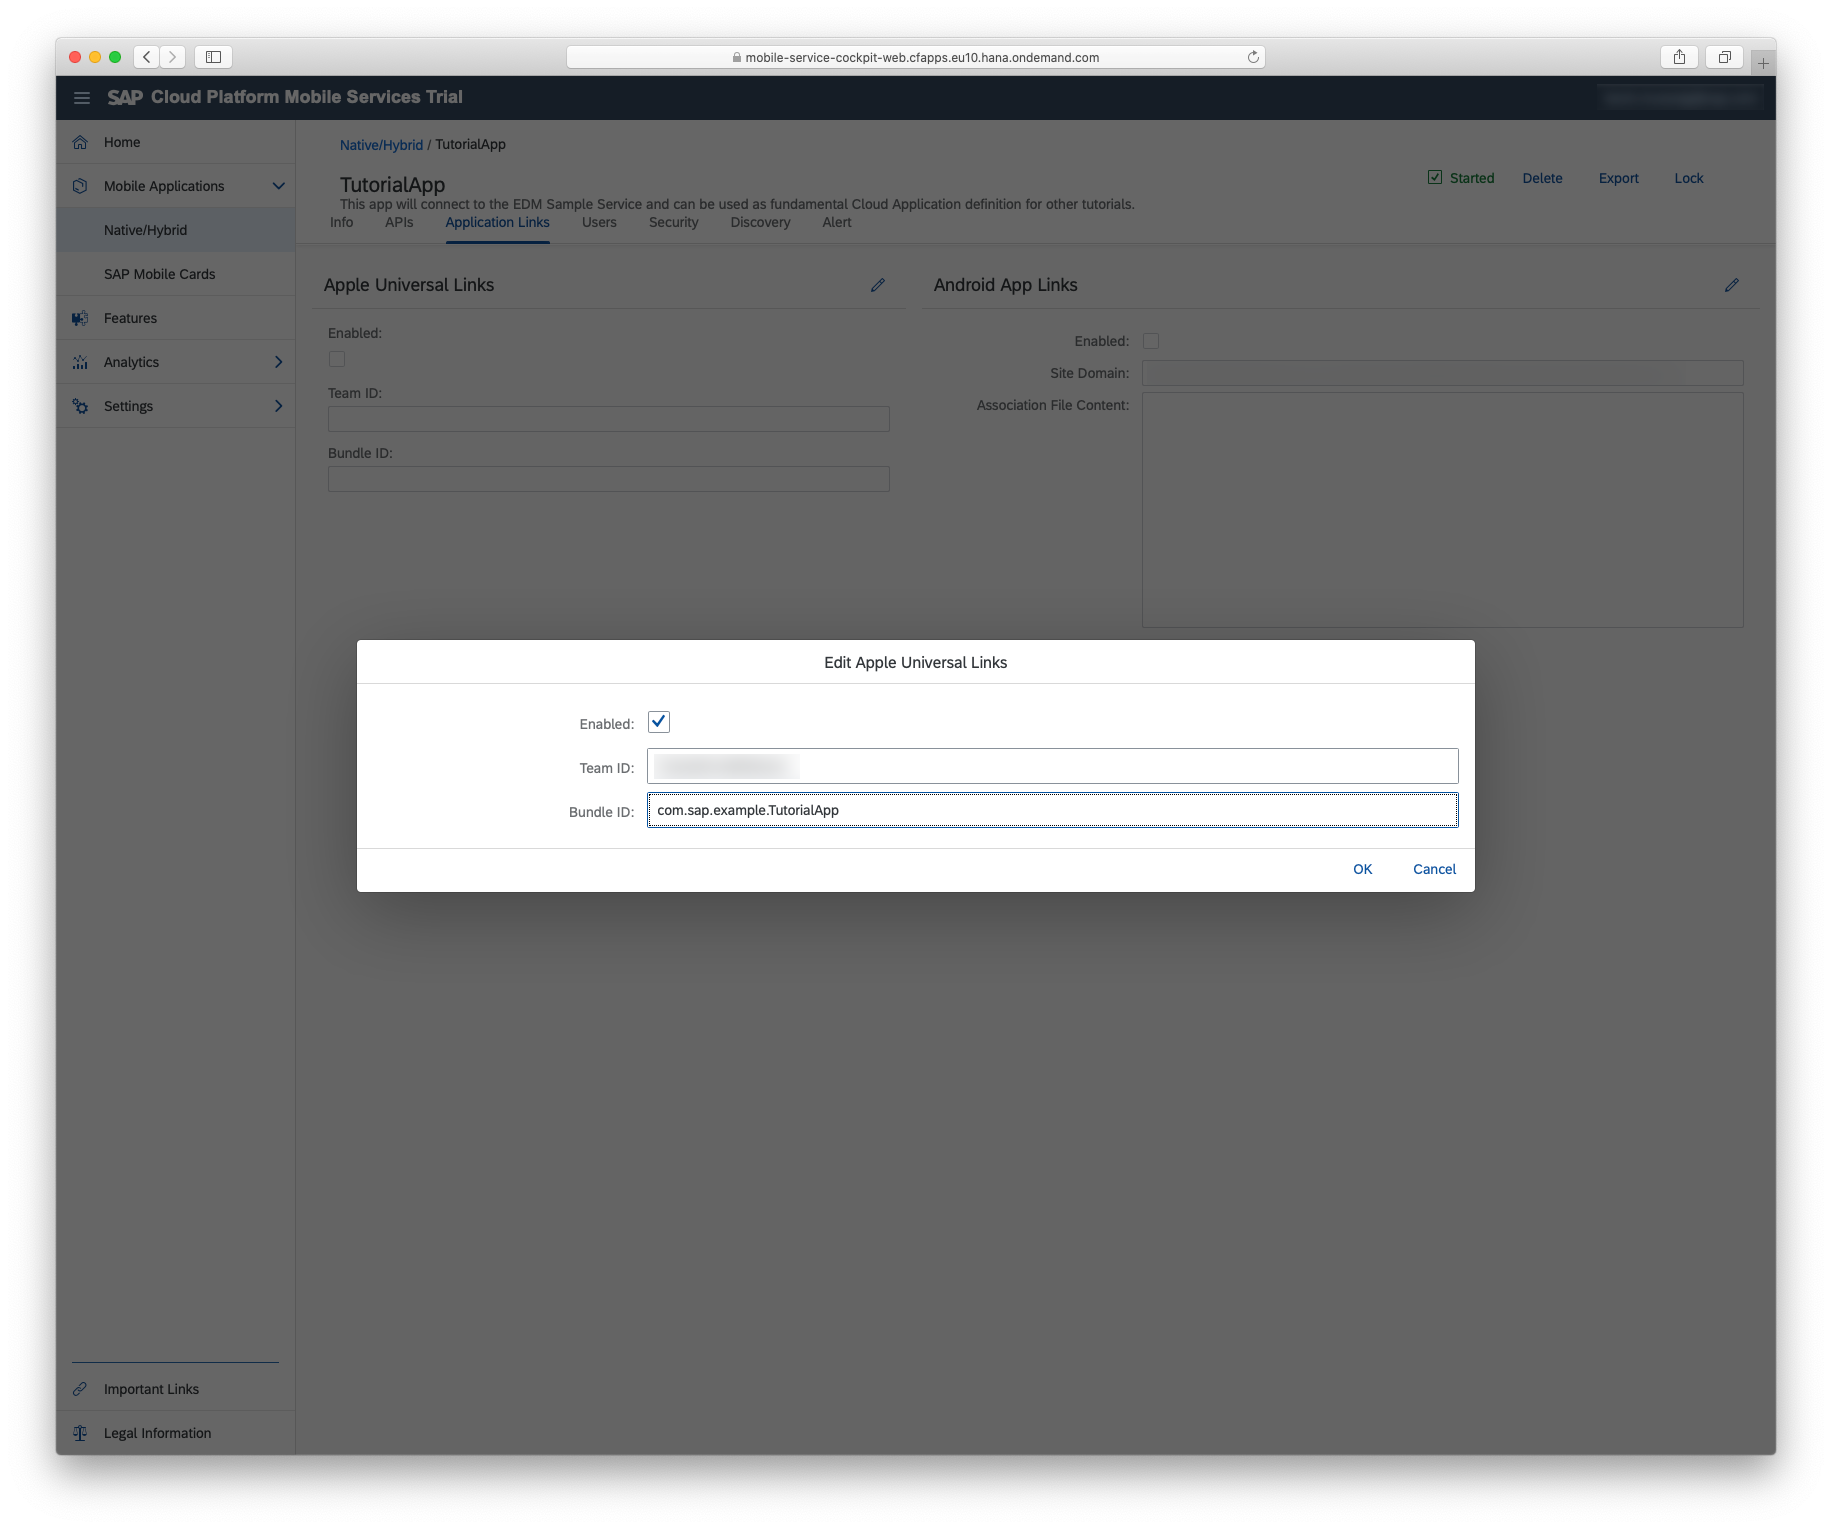 mobile-service-cockpit-web.cfapps.eu10.hana.ondemand.com
SAP Cloud Platform Mobile Services Trial
Home
Mobile Applications
Native/Hybrid
SAP Mobile Cards
Features
Analytics
Settings
Important Links
Legal Information
Native/Hybrid / TutorialApp
TutorialApp
Started Delete Export Lock
This app will connect to the EDM Sample Service and can be used as fundamental Cloud Application definition for other tutorials.
Info APIs Application Links Users Security Discovery Alert
Apple Universal Links
Enabled:
Team ID:
Bundle ID:
Android App Links
Enabled:
Site Domain:
Association File Content:
Edit Apple Universal Links
Enabled:
Team ID:
Bundle ID: com.sap.example.TutorialApp
OK Cancel